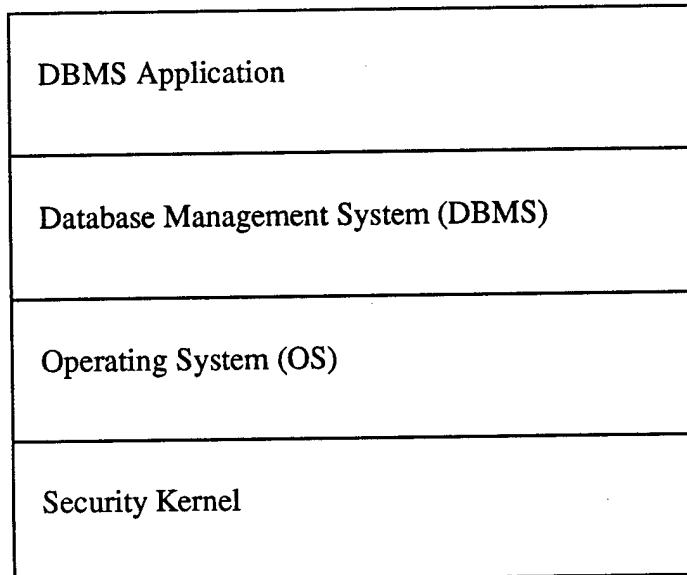 DBMS Application
Database Management System (DBMS)
Operating System (OS)
Security Kernel